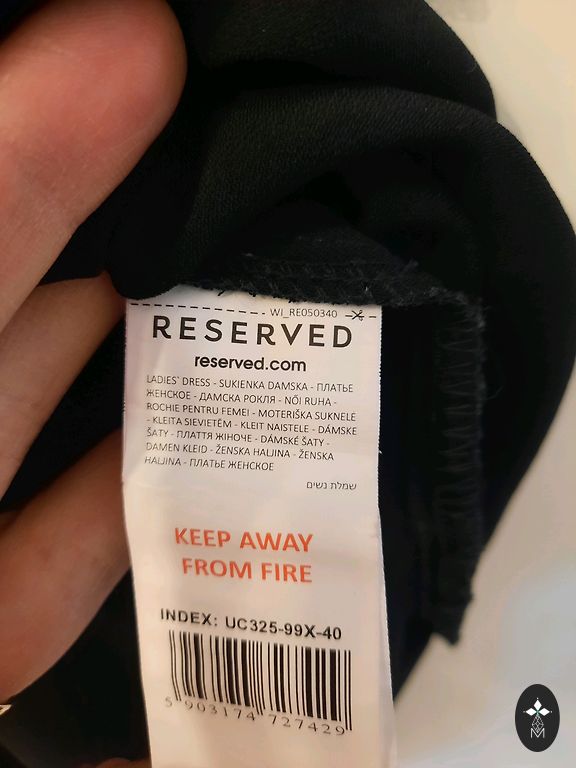 WI_RE050340
RESERVED
reserved.com
LADIES` DRESS - SUKIENKA DAMSKA - ПЛАТЬЕ
ЖЕНСКОЕ - ДАМСКА РОКЛЯ - NŐI RUHA -
ROCHIE PENTRU FEMEI - MOTERIŠKA SUKNELE
- KLEITA SIEVIETĒM - KLEIT NAISTELE - DÁMSKE
ŠATY - ПЛАТТЯ ЖІНОЧЕ - DÁMSKÉ ŠATY -
DAMEN KLEID - ŽENSKA HALJINA - ŽENSKA
HALJINA - ПЛАТЬЕ ЖЕНСКОЕ
שמלת נשים
KEEP AWAY
FROM FIRE
INDEX: UC325-99X-40
5 903174 727429
M